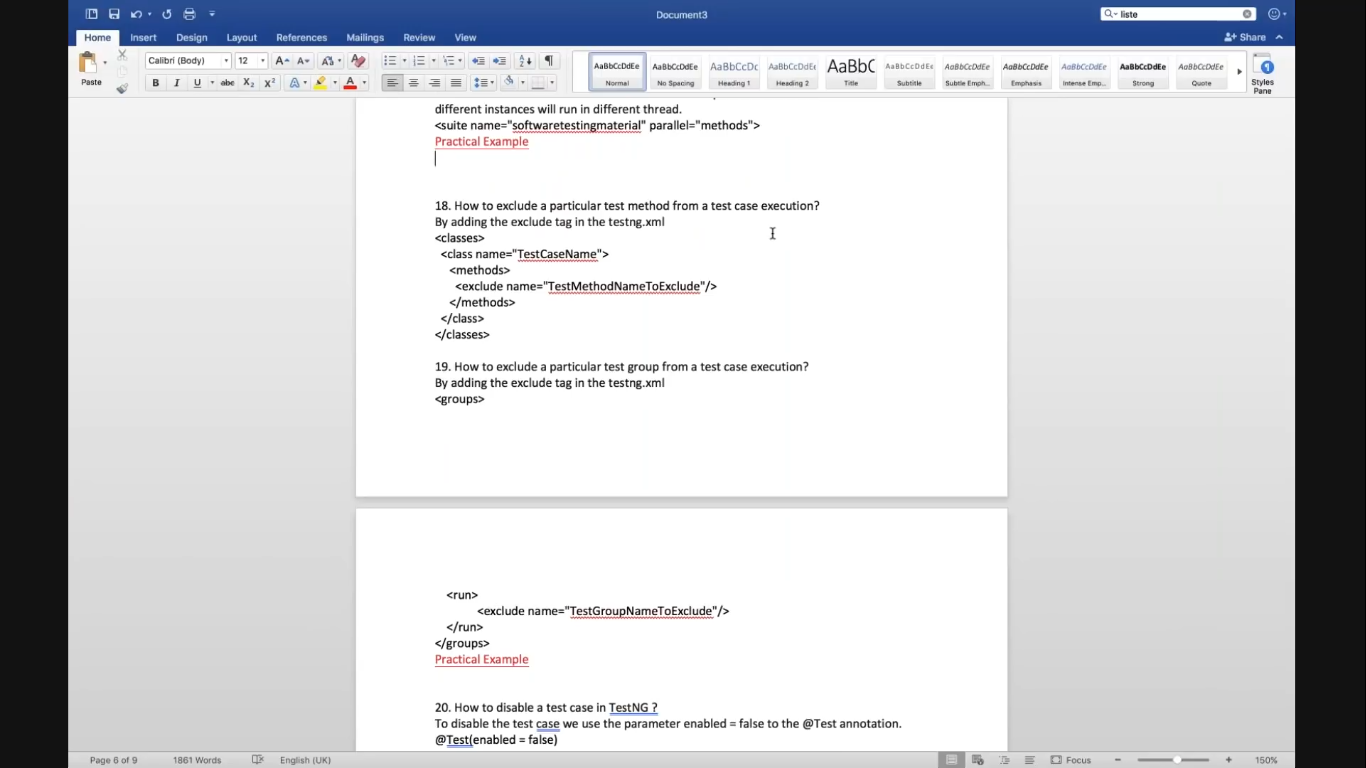 Document3
liste
Home Insert Design Layout References Mailings Review View
Share
Paste
Calibri (Body) 12
B I U abc X2 X2 A A
AaBbCcDdEe AaBbCcDdEe AaBbCcDc AaBbCcDdEe AaBbC AaBbCcDdEe AaBbCcDdEe AaBbCcDdEe AaBbCcDdEe AaBbCcDdEe AaBbCcDdEe
Normal No Spacing Heading 1 Heading 2 Title Subtitle Subtle Emph... Emphasis Intense Emp... Strong Quote
Styles
Pane
different instances will run in different thread.
<suite name="softwaretestingmaterial" parallel="methods">
Practical Example
18. How to exclude a particular test method from a test case execution?
By adding the exclude tag in the testng.xml
<classes>
<class name="TestCaseName">
<methods>
<exclude name="TestMethodNameToExclude"/>
</methods>
</class>
</classes>
19. How to exclude a particular test group from a test case execution?
By adding the exclude tag in the testng.xml
<groups>
<run>
<exclude name="TestGroupNameToExclude"/>
</run>
</groups>
Practical Example
20. How to disable a test case in TestNG ?
To disable the test case we use the parameter enabled = false to the @Test annotation.
@Test(enabled = false)
Page 6 of 9 1861 Words English (UK) Focus 150%